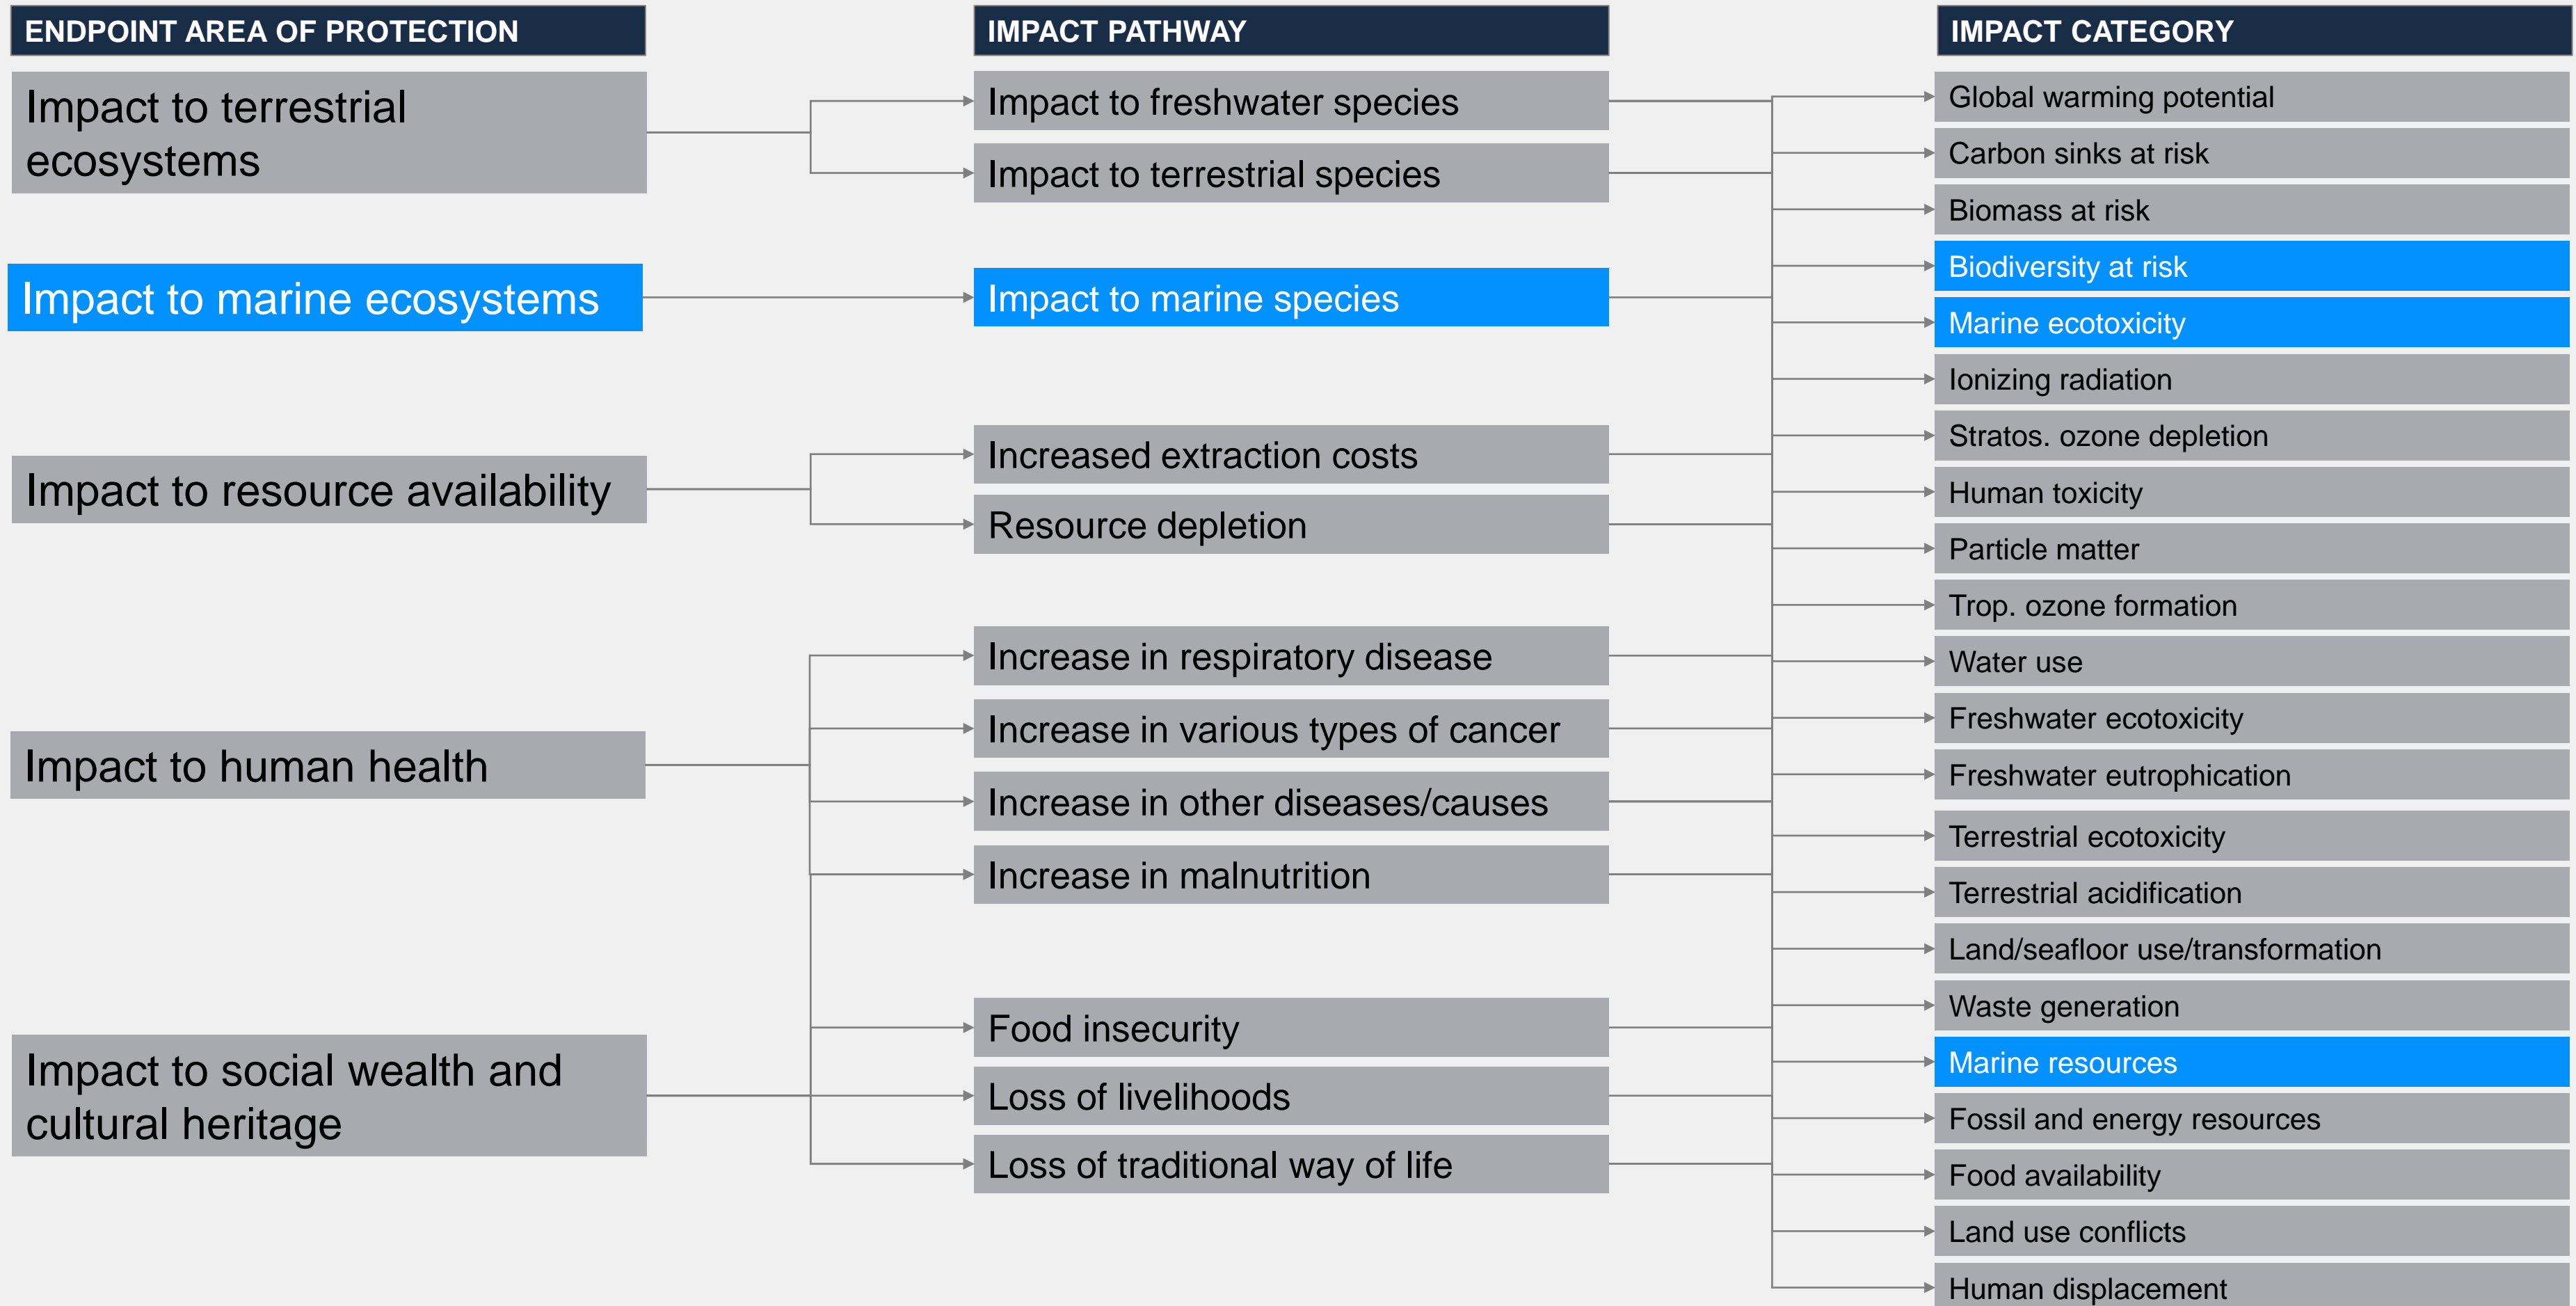 ENDPOINT AREA OF PROTECTION
Impact to terrestrial
ecosystems
Impact to marine ecosystems
Impact to resource availability
Impact to human health
Impact to social wealth and
cultural heritage
IMPACT PATHWAY
Impact to freshwater species
Impact to terrestrial species
Impact to marine species
Increased extraction costs
Resource depletion
Increase in respiratory disease
Increase in various types of cancer
Increase in other diseases/causes
Increase in malnutrition
Food insecurity
Loss of livelihoods
Loss of traditional way of life
IMPACT CATEGORY
Global warming potential
Carbon sinks at risk
Biomass at risk
Biodiversity at risk
Marine ecotoxicity
Ionizing radiation
Stratos. ozone depletion
Human toxicity
Particle matter
Trop. ozone formation
Water use
Freshwater ecotoxicity
Freshwater eutrophication
Terrestrial ecotoxicity
Terrestrial acidification
Land/seafloor use/transformation
Waste generation
Marine resources
Fossil and energy resources
Food availability
Land use conflicts
Human displacement